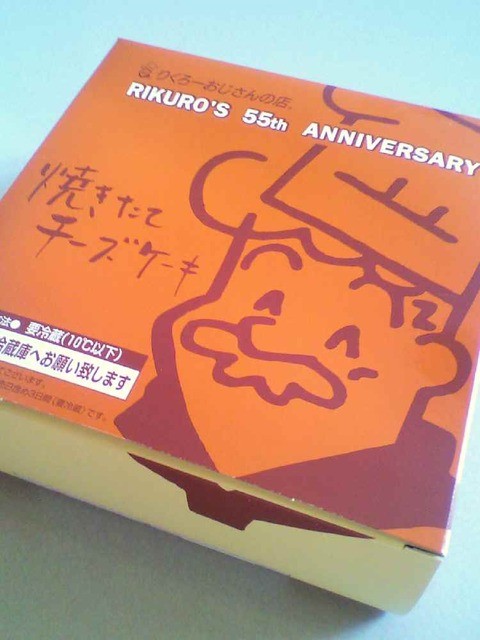 りくろーおじさんの店。
RIKURO'S 55th ANNIVERSARY
焼きたて
チーズケーキ
法● 要冷蔵(10℃以下)
冷蔵庫へお願い致します